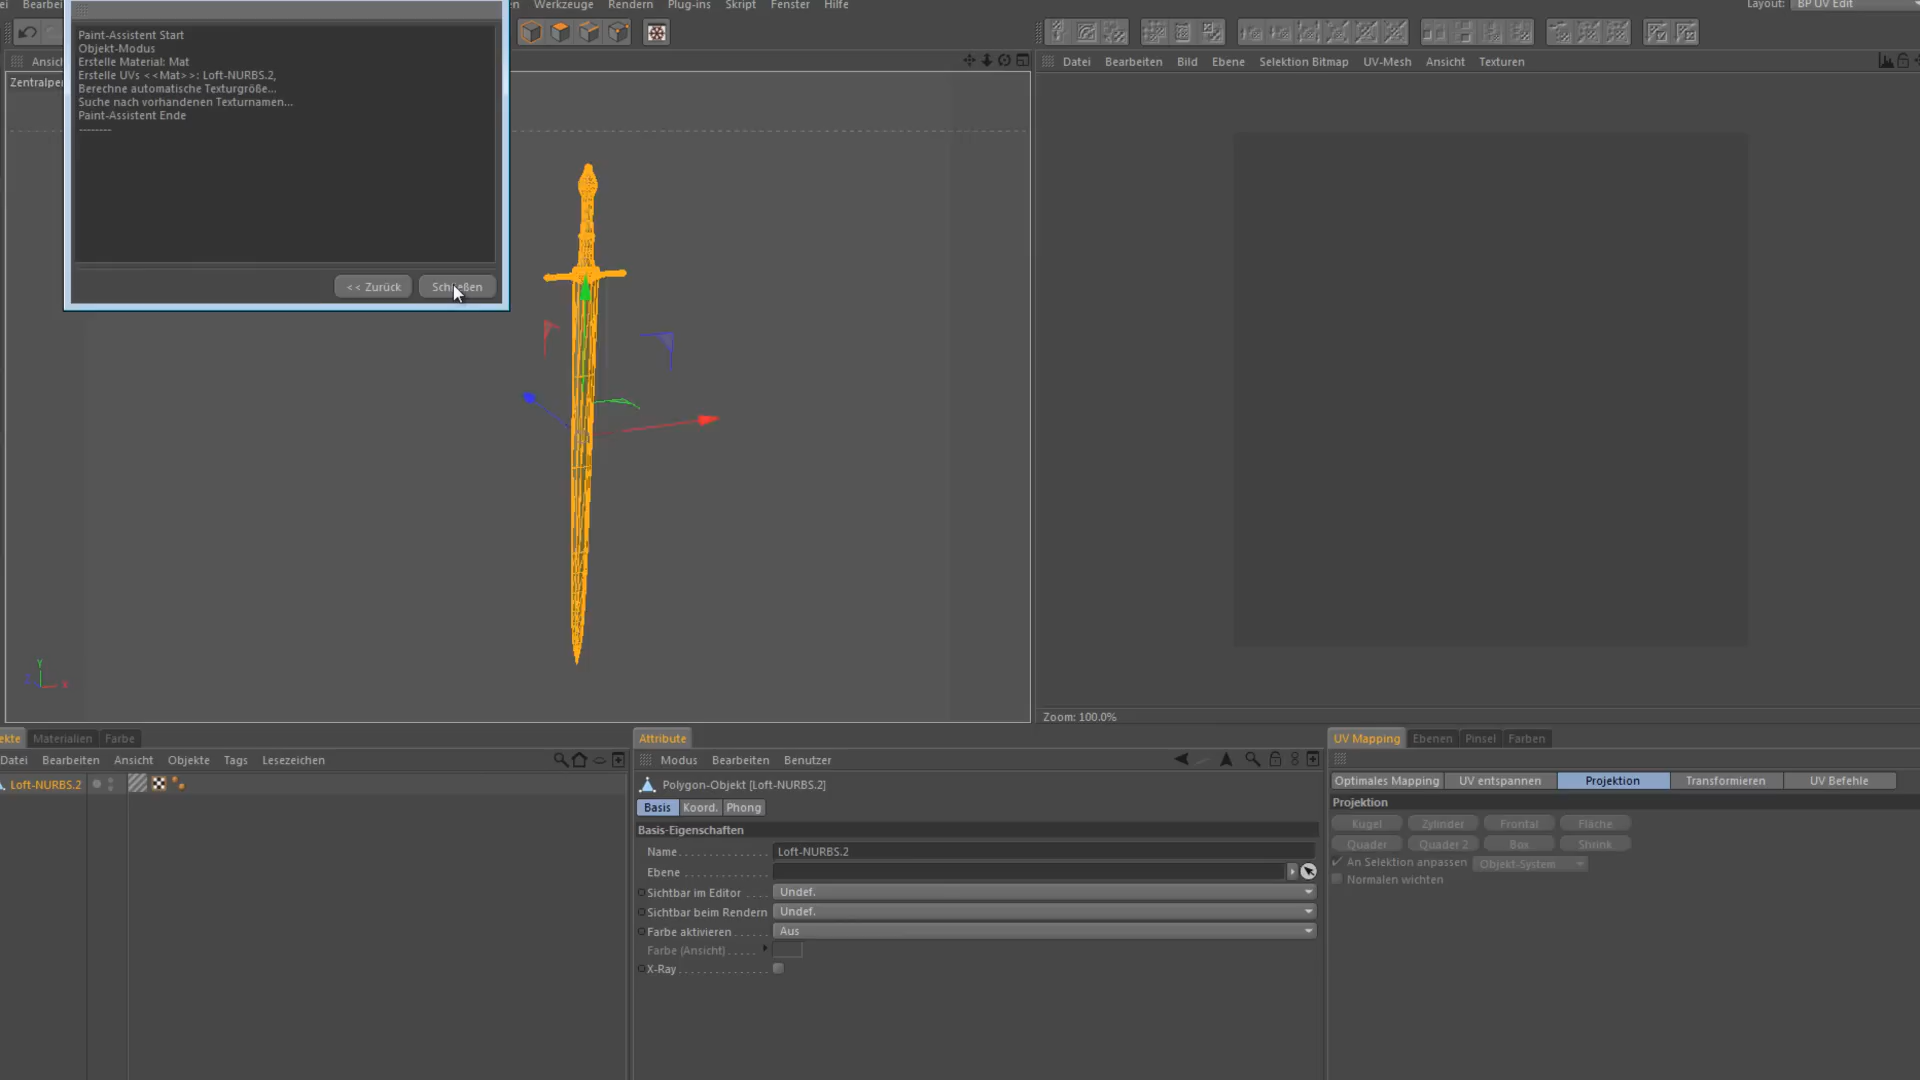 Werkzeuge Rendern Plug-ins Skript Fenster Hilfe
Layout: BP UV Edit
Paint-Assistent Start
Objekt-Modus
Erstelle Material: Mat
Erstelle UVs <<Mat>>: Loft-NURBS.2,
Berechne automatische Texturgröße...
Suche nach vorhandenen Texturnamen...
Paint-Assistent Ende
--------
<< Zurück Schließen
Datei Bearbeiten Bild Ebene Selektion Bitmap UV-Mesh Ansicht Texturen
Y
X
Zoom: 100.0%
Materialien Farbe
Datei Bearbeiten Ansicht Objekte Tags Lesezeichen
Loft-NURBS.2
Attribute
Modus Bearbeiten Benutzer
Polygon-Objekt [Loft-NURBS.2]
Basis Koord. Phong
Basis-Eigenschaften
Name Loft-NURBS.2
Ebene
Sichtbar im Editor Undef.
Sichtbar beim Rendern Undef.
Farbe aktivieren Aus
Farbe (Ansicht)
X-Ray
UV Mapping Ebenen Pinsel Farben
Optimales Mapping UV entspannen Projektion Transformieren UV Befehle
Projektion
Kugel Zylinder Frontal Fläche
Quader Quader 2 Box Shrink
An Selektion anpassen Objekt-System
Normalen wichten